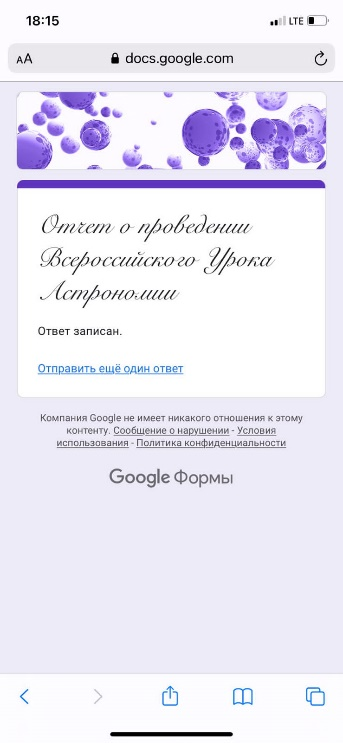 18:15
LTE
AA
docs.google.com
Отчет о проведении
Всероссийского Урока
Астрономии
Ответ записан.
Отправить ещё один ответ
Компания Google не имеет никакого отношения к этому
контенту. Сообщение о нарушении - Условия
использования - Политика конфиденциальности
Google Формы